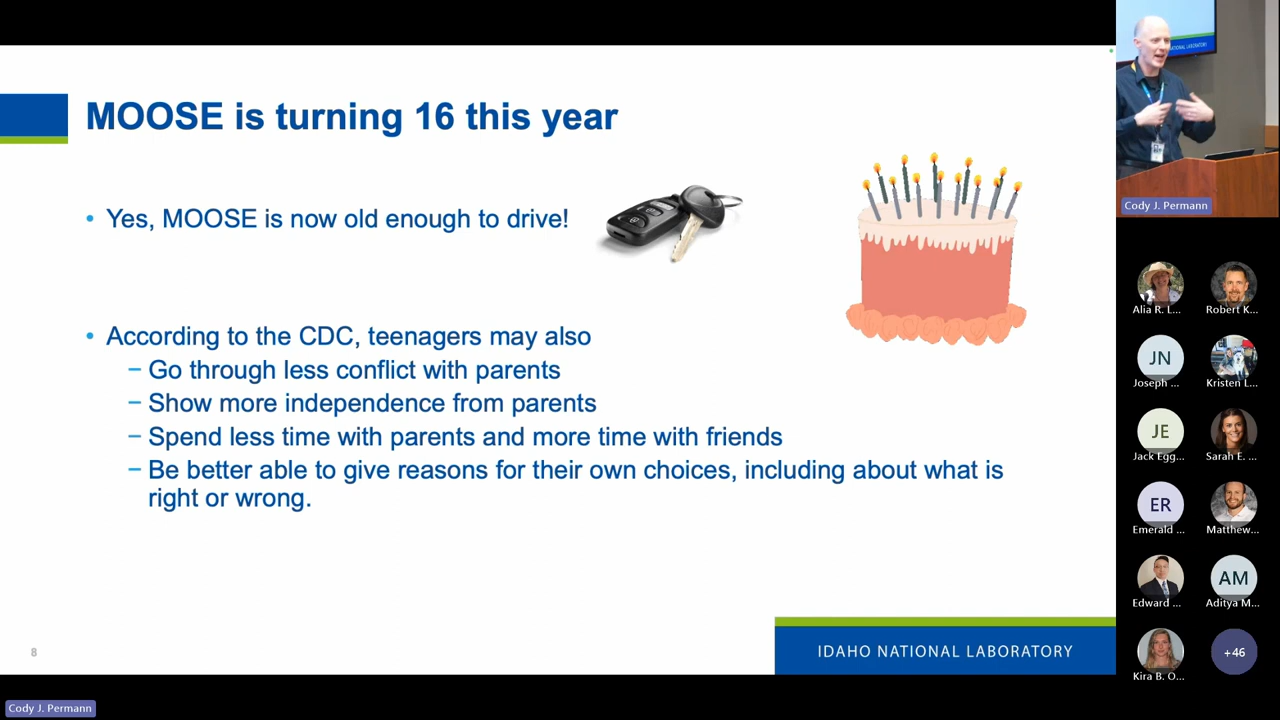 MOOSE is turning 16 this year
• Yes, MOOSE is now old enough to drive!
• According to the CDC, teenagers may also
– Go through less conflict with parents
– Show more independence from parents
– Spend less time with parents and more time with friends
– Be better able to give reasons for their own choices, including about what is
right or wrong.
8
IDAHO NATIONAL LABORATORY
Cody J. Permann
NATIONAL LABORATORY
Cody J. Permann
Alia R. L...
Robert K...
JN
Joseph ...
Kristen L...
JE
Jack Egg...
Sarah E. ...
ER
Emerald ...
Matthew...
Edward ...
AM
Aditya M...
Kira B. O...
+46